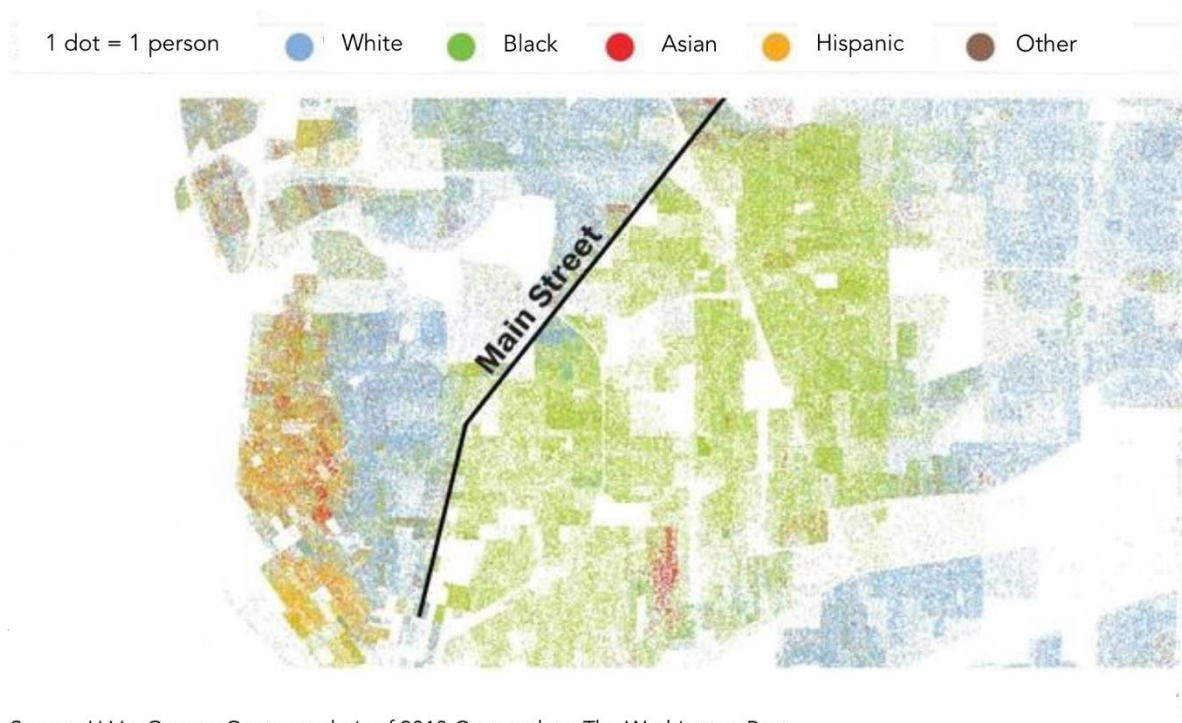 1 dot = 1 person White Black Asian Hispanic Other
Main Street